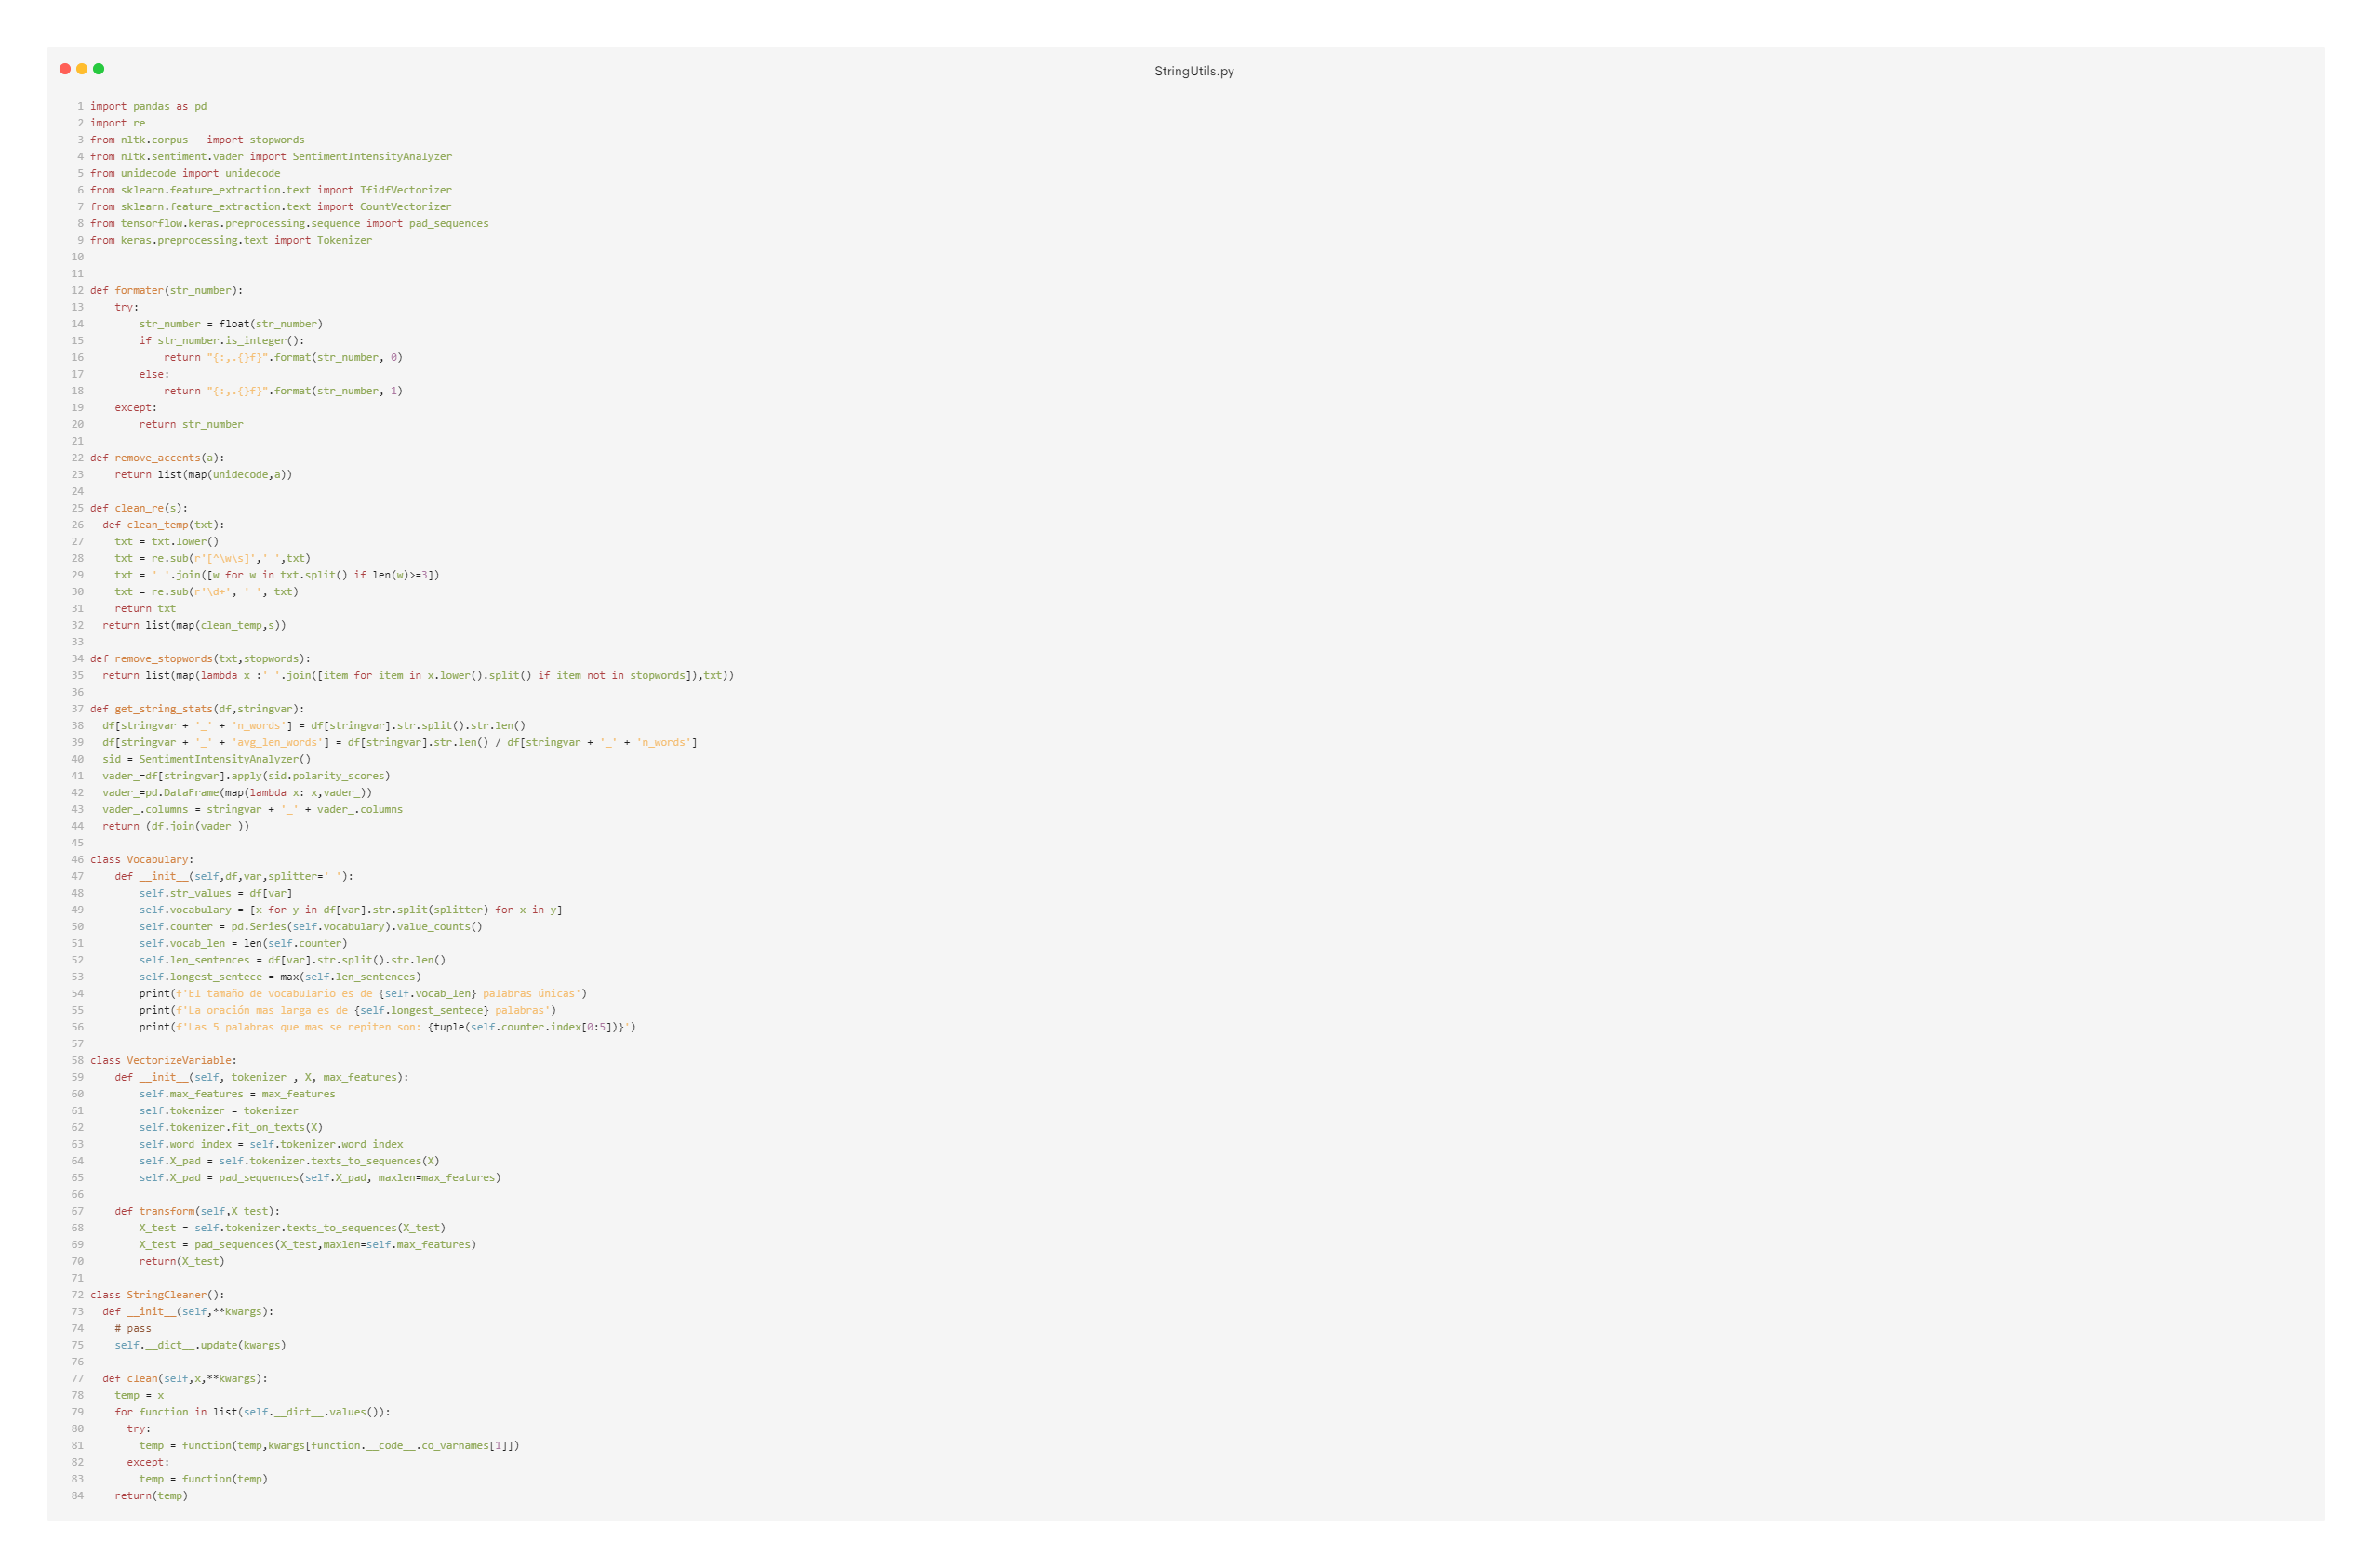 StringUtils.py
1 import pandas as pd
2 import re
3 from nltk.corpus   import stopwords
4 from nltk.sentiment.vader import SentimentIntensityAnalyzer
5 from unidecode import unidecode
6 from sklearn.feature_extraction.text import TfidfVectorizer
7 from sklearn.feature_extraction.text import CountVectorizer
8 from tensorflow.keras.preprocessing.sequence import pad_sequences
9 from keras.preprocessing.text import Tokenizer
10
11
12 def formater(str_number):
13     try:
14         str_number = float(str_number)
15         if str_number.is_integer():
16             return "{:,.{}f}".format(str_number, 0)
17         else:
18             return "{:,.{}f}".format(str_number, 1)
19     except:
20         return str_number
21
22 def remove_accents(a):
23     return list(map(unidecode,a))
24
25 def clean_re(s):
26   def clean_temp(txt):
27     txt = txt.lower()
28     txt = re.sub(r'[^\w\s]',' ',txt)
29     txt = ' '.join([w for w in txt.split() if len(w)>=3])
30     txt = re.sub(r'\d+', ' ', txt)
31     return txt
32   return list(map(clean_temp,s))
33
34 def remove_stopwords(txt,stopwords):
35   return list(map(lambda x :' '.join([item for item in x.lower().split() if item not in stopwords]),txt))
36
37 def get_string_stats(df,stringvar):
38   df[stringvar + '_' + 'n_words'] = df[stringvar].str.split().str.len()
39   df[stringvar + '_' + 'avg_len_words'] = df[stringvar].str.len() / df[stringvar + '_' + 'n_words']
40   sid = SentimentIntensityAnalyzer()
41   vader_=df[stringvar].apply(sid.polarity_scores)
42   vader_=pd.DataFrame(map(lambda x: x,vader_))
43   vader_.columns = stringvar + '_' + vader_.columns
44   return (df.join(vader_))
45
46 class Vocabulary:
47     def __init__(self,df,var,splitter=' '):
48         self.str_values = df[var]
49         self.vocabulary = [x for y in df[var].str.split(splitter) for x in y]
50         self.counter = pd.Series(self.vocabulary).value_counts()
51         self.vocab_len = len(self.counter)
52         self.len_sentences = df[var].str.split().str.len()
53         self.longest_sentece = max(self.len_sentences)
54         print(f'El tamaño de vocabulario es de {self.vocab_len} palabras únicas')
55         print(f'La oración mas larga es de {self.longest_sentece} palabras')
56         print(f'Las 5 palabras que mas se repiten son: {tuple(self.counter.index[0:5])}')
57
58 class VectorizeVariable:
59     def __init__(self, tokenizer , X, max_features):
60         self.max_features = max_features
61         self.tokenizer = tokenizer
62         self.tokenizer.fit_on_texts(X)
63         self.word_index = self.tokenizer.word_index
64         self.X_pad = self.tokenizer.texts_to_sequences(X)
65         self.X_pad = pad_sequences(self.X_pad, maxlen=max_features)
66
67     def transform(self,X_test):
68         X_test = self.tokenizer.texts_to_sequences(X_test)
69         X_test = pad_sequences(X_test,maxlen=self.max_features)
70         return(X_test)
71
72 class StringCleaner():
73   def __init__(self,**kwargs):
74     # pass
75     self.__dict__.update(kwargs)
76
77   def clean(self,x,**kwargs):
78     temp = x
79     for function in list(self.__dict__.values()):
80       try:
81         temp = function(temp,kwargs[function.__code__.co_varnames[1]])
82       except:
83         temp = function(temp)
84     return(temp)